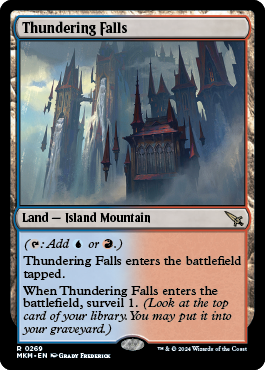 Thundering Falls
Land — Island Mountain
(: Add or .)
Thundering Falls enters the battlefield
tapped.
When Thundering Falls enters the
battlefield, surveil 1. (Look at the top
card of your library. You may put it into
your graveyard.)
R 0269
MKM • EN Grady Frederick
™ & © 2024 Wizards of the Coast